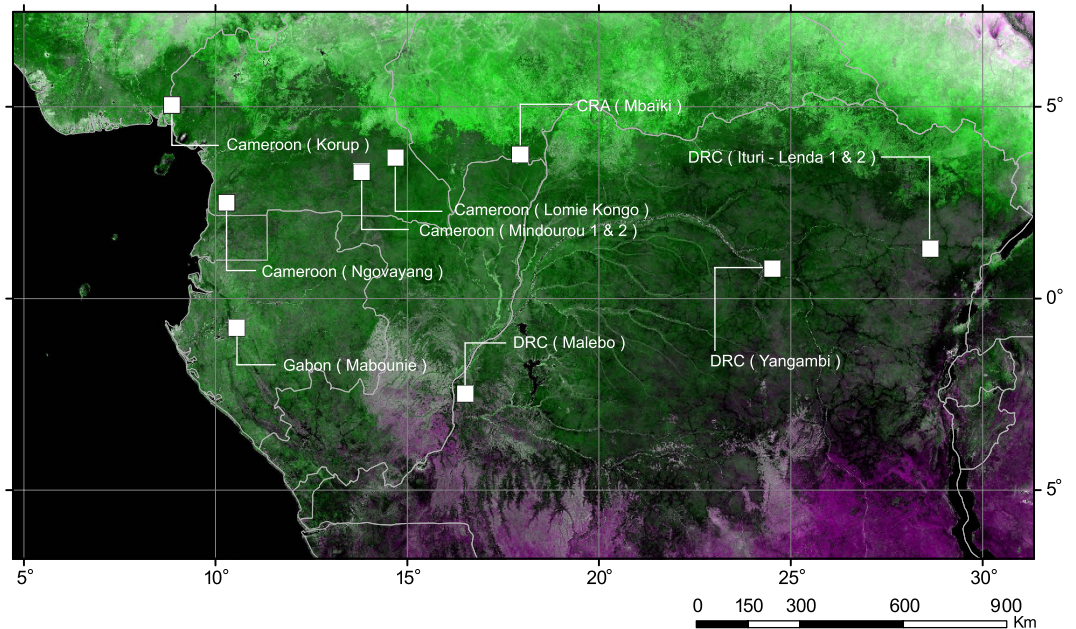 CRA ( Mbaïki )
5°
Cameroon ( Korup )
DRC ( Ituri - Lenda 1 & 2 )
Cameroon ( Lomie Kongo )
Cameroon ( Mindourou 1 & 2 )
Cameroon ( Ngovayang )
0°
DRC ( Malebo )
Gabon ( Mabounie )
DRC ( Yangambi )
5°
5° 10° 15° 20° 25° 30°
0 150 300 600 900
Km